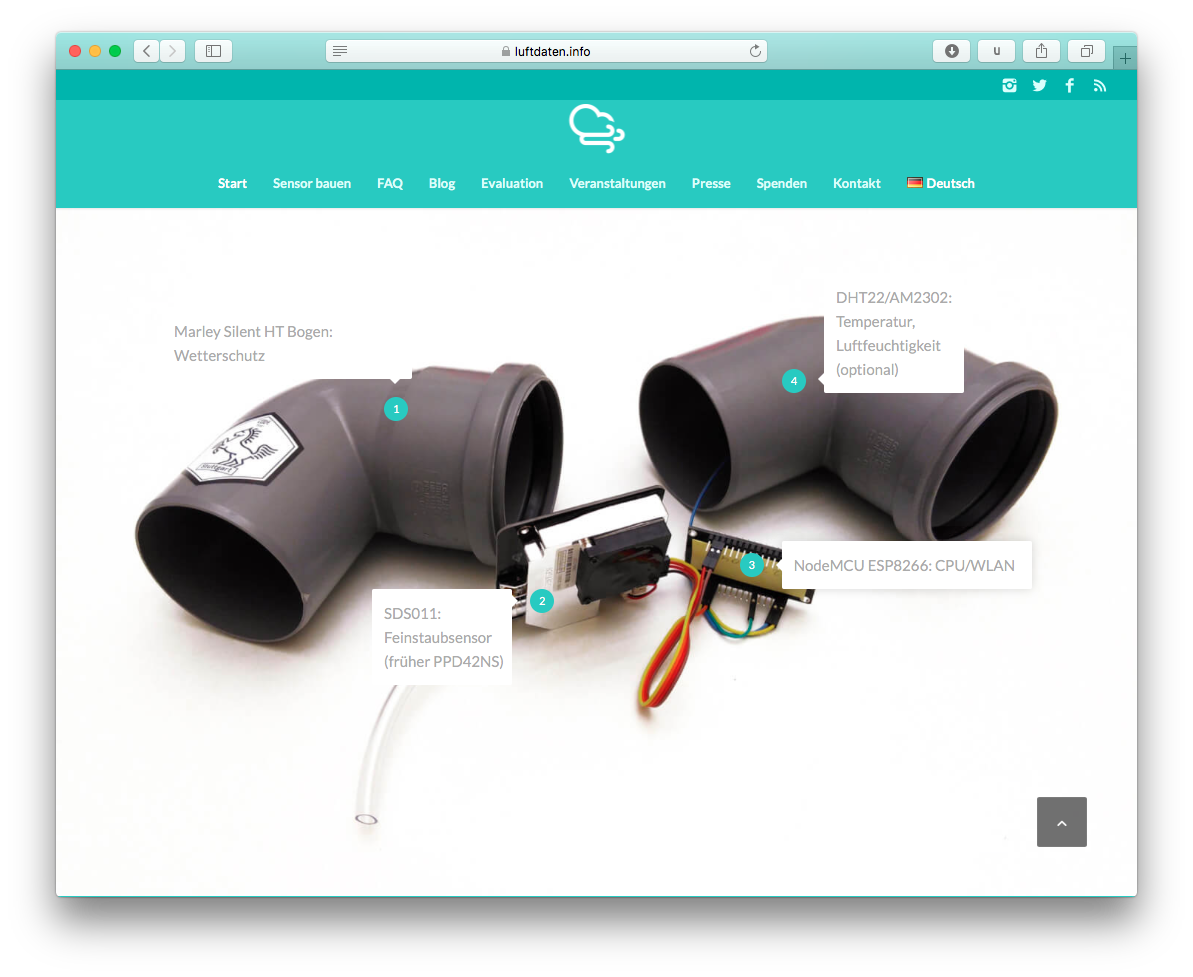 luftdaten.info
u
Start Sensor bauen FAQ Blog Evaluation Veranstaltungen Presse Spenden Kontakt Deutsch
Marley Silent HT Bogen:
Wetterschutz
1
DHT22/AM2302:
Temperatur,
Luftfeuchtigkeit
(optional)
4
Stuttgart
3
NodeMCU ESP8266: CPU/WLAN
2
SDS011:
Feinstaubsensor
(früher PPD42NS)